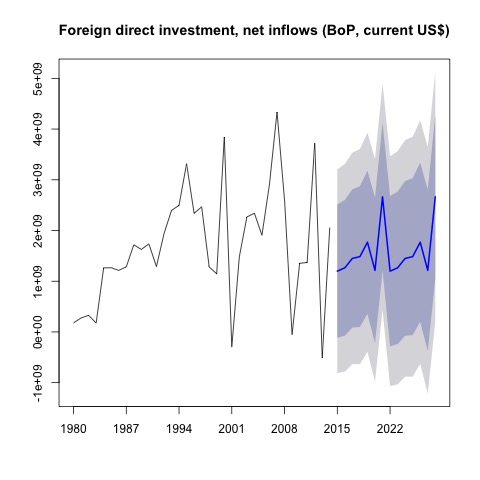 Foreign direct investment, net inflows (BoP, current US$)
5e+09
4e+09
3e+09
2e+09
1e+09
0e+00
-1e+09
1980 1987 1994 2001 2008 2015 2022